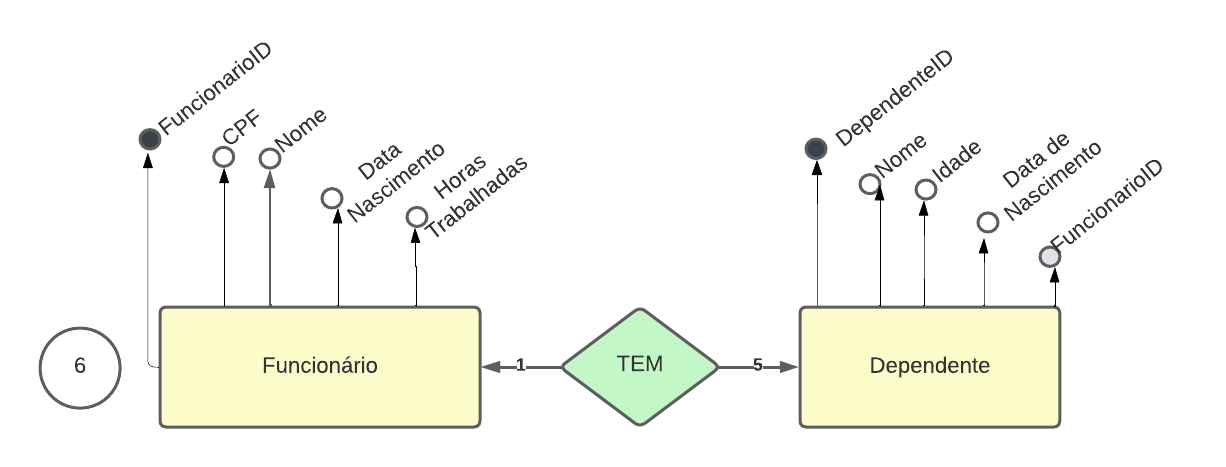 FuncionarioID
CPF
Nome
Data
Nascimento
Horas
Trabalhadas
DependenteID
Nome
Idade
Data de
Nascimento
FuncionarioID
6
Funcionário
1
TEM
5
Dependente